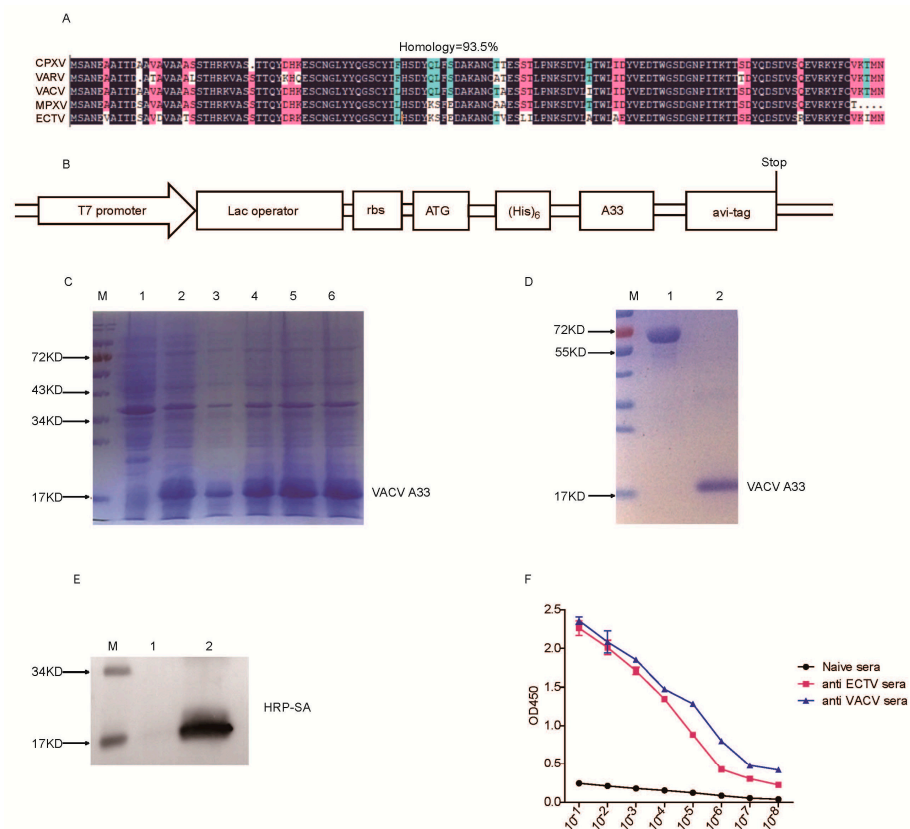 A
Homology=93.5%
CPXV
VARV
VACV
MPXV
ECTV
B
Stop
T7 promoter
Lac operator
rbs
ATG
(His)6
A33
avi-tag
C
M 1 2 3 4 5 6
72KD
43KD
34KD
17KD
VACV A33
D
M 1 2
72KD
55KD
17KD
VACV A33
E
M 1 2
34KD
17KD
HRP-SA
F
OD450
2.5
2.0
1.5
1.0
0.5
0.0
10^1
10^2
10^3
10^4
10^5
10^6
10^7
10^8
Naive sera
anti ECTV sera
anti VACV sera